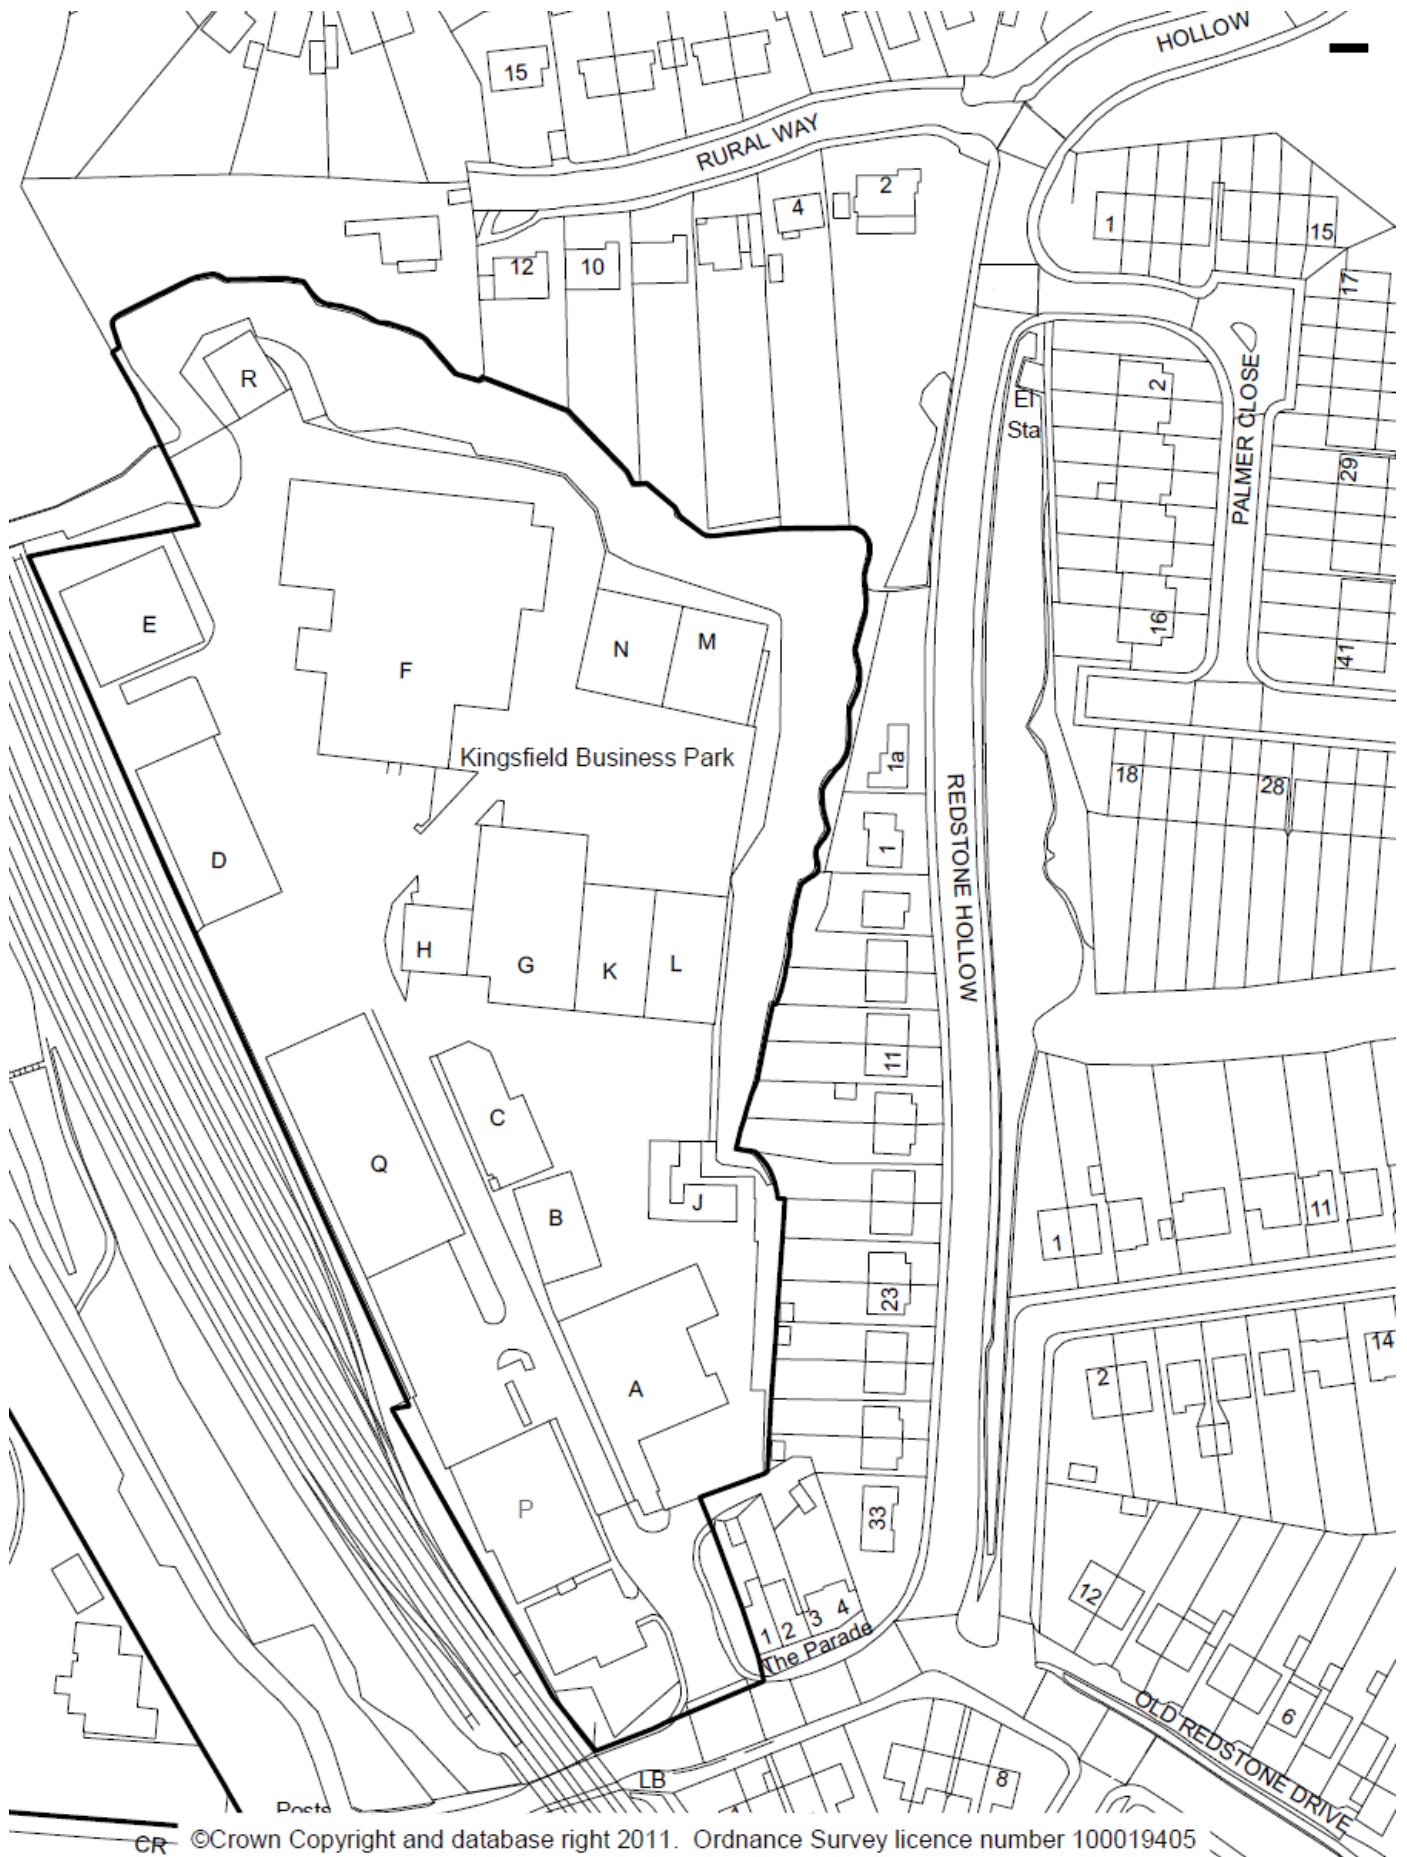 HOLLOW
15
RURAL WAY
2
4
1
15
12
10
17
R
2
El
Sta
PALMER CLOSE
29
E
F
N
M
16
41
Kingsfield Business Park
1a
18
28
REDSTONE HOLLOW
D
1
H
G
K
L
11
C
Q
B
J
1
11
23
A
2
14
P
33
12
1
2
3
4
The Parade
OLD REDSTONE DRIVE
6
LB
8
Posts
CR
©Crown Copyright and database right 2011. Ordnance Survey licence number 100019405